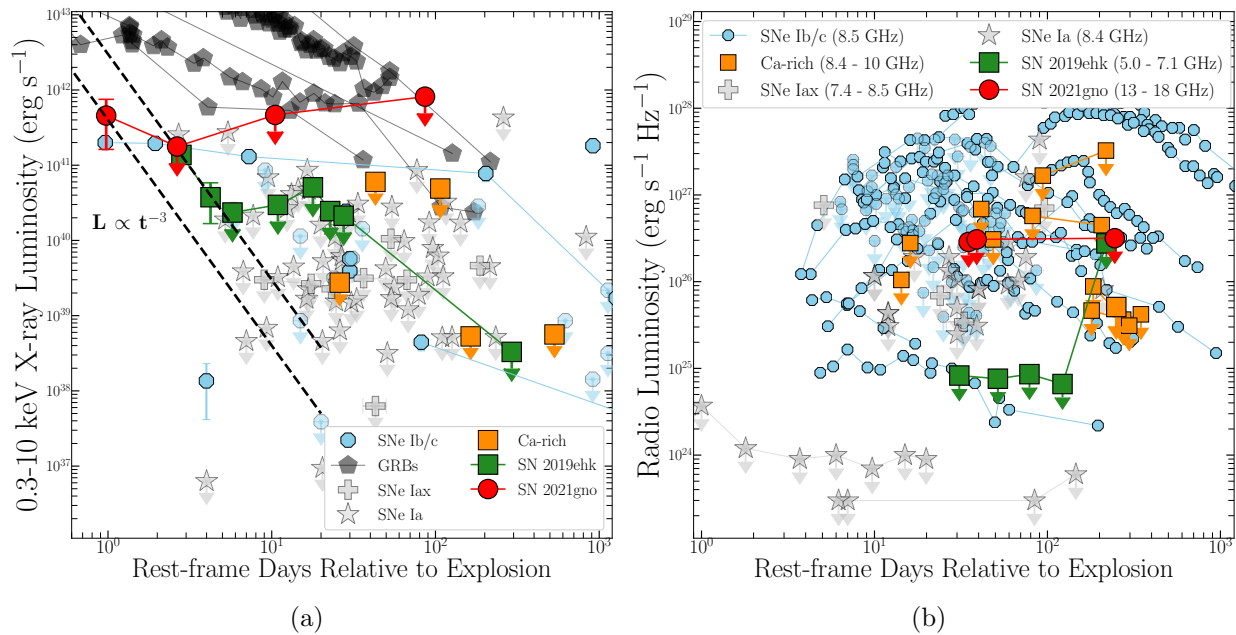 10^43
10^42
10^41
10^40
10^39
10^38
10^37
0.3-10 keV X-ray Luminosity (erg s^−1)
L ∝ t^−3
SNe Ib/c
GRBs
SNe Iax
SNe Ia
Ca-rich
SN 2019ehk
SN 2021gno
10^0
10^1
10^2
10^3
Rest-frame Days Relative to Explosion
(a)
10^29
10^28
10^27
10^26
10^25
10^24
Radio Luminosity (erg s^−1 Hz^−1)
SNe Ib/c (8.5 GHz)
Ca-rich (8.4 - 10 GHz)
SNe Iax (7.4 - 8.5 GHz)
SNe Ia (8.4 GHz)
SN 2019ehk (5.0 - 7.1 GHz)
SN 2021gno (13 - 18 GHz)
10^0
10^1
10^2
10^3
Rest-frame Days Relative to Explosion
(b)